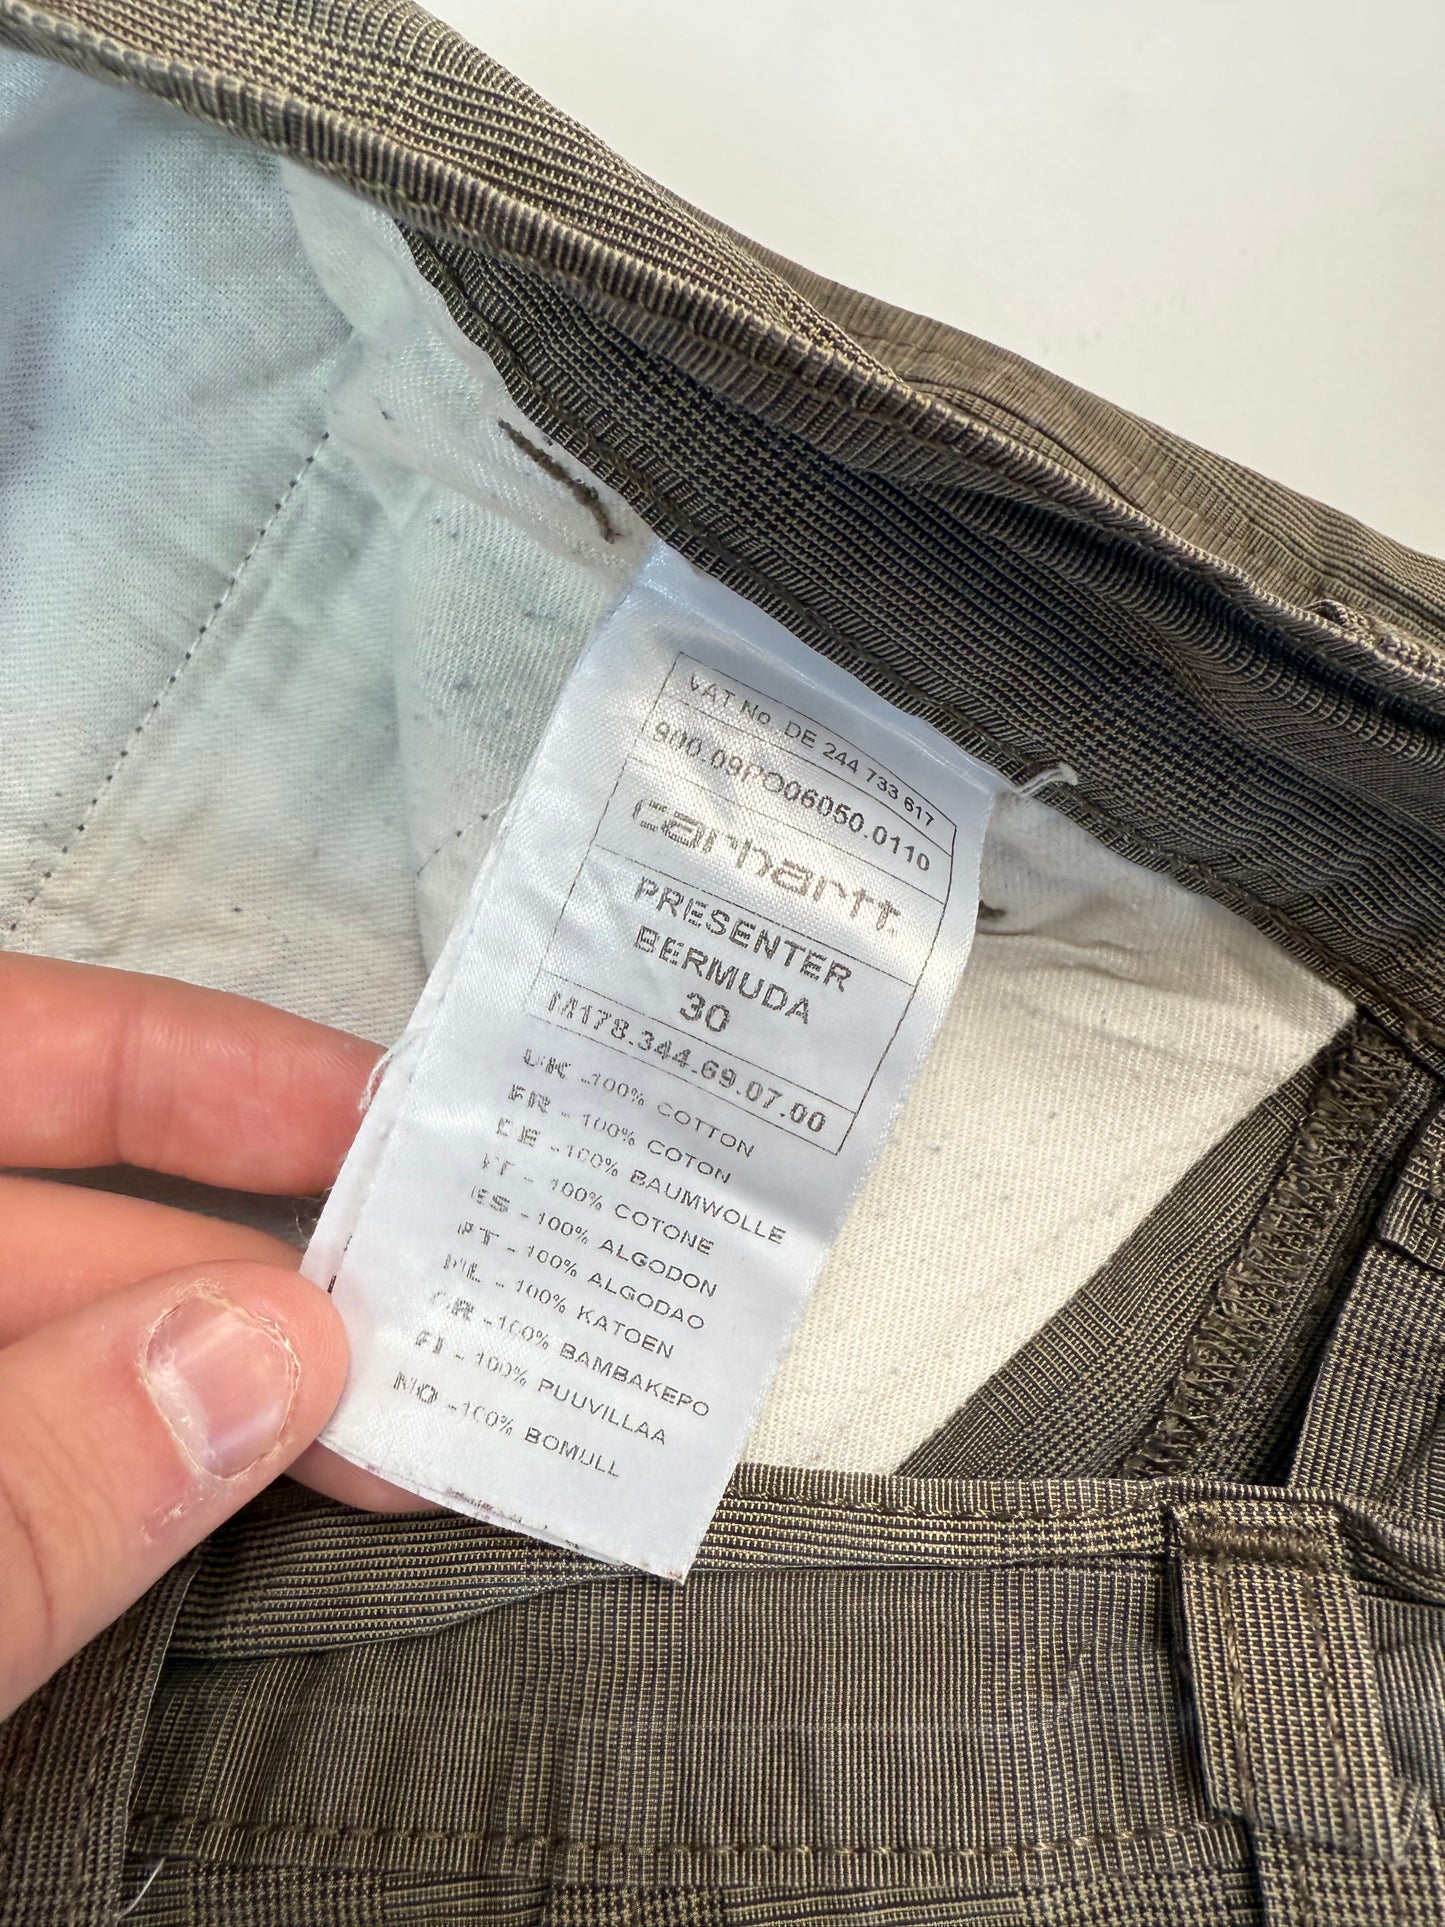 VAT No. DE 244 733 617
900.09PO06050.0110
carhartt
PRESENTER
BERMUDA
30
M178.344.69.07.00
UK -100% COTTON
FR - 100% COTON
DE -100% BAUMWOLLE
IT - 100% COTONE
ES -100% ALGODON
PT - 100% ALGODAO
NL - 100% KATOEN
GR -100% BAMBAKEPO
FI - 100% PUUVILLAA
NO -100% BOMULL